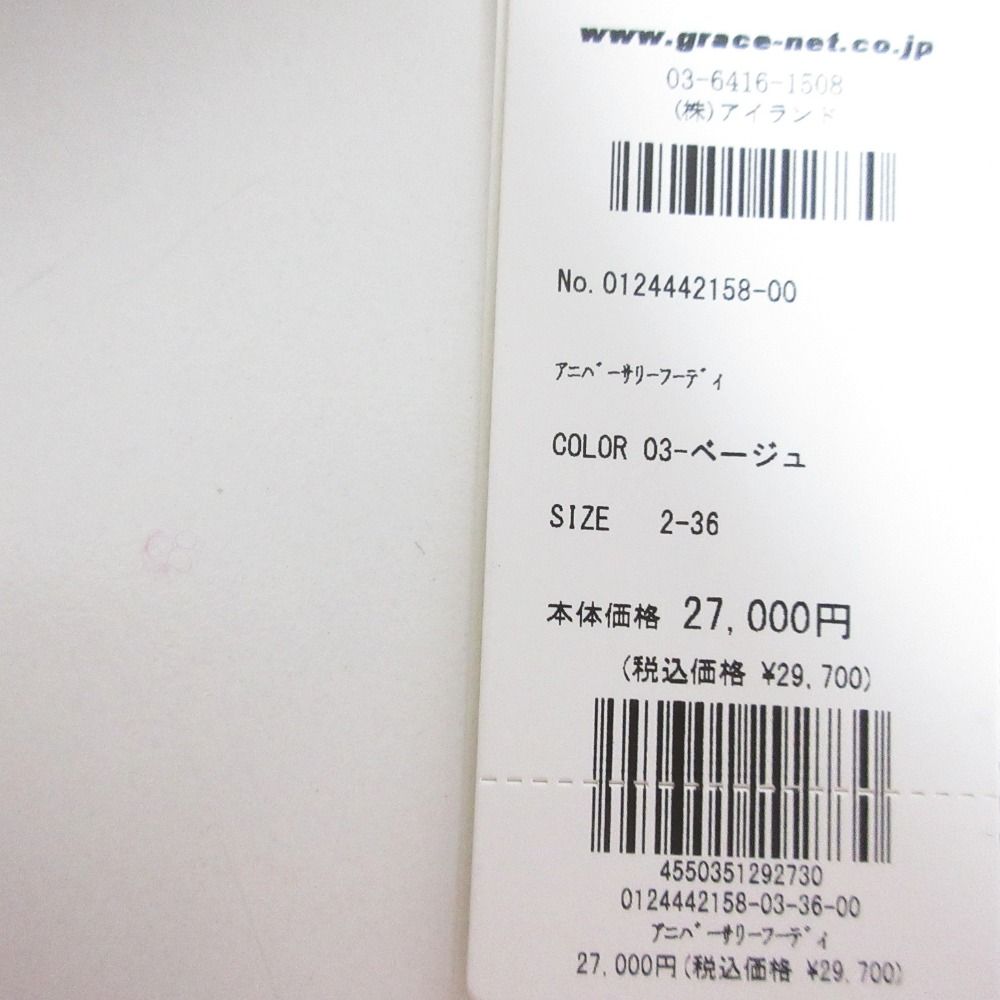 www.grace-net.co.jp
03-6416-1508
(株)アイランド
No. 0124442158-00
ｱﾆﾊﾞｰｻﾘｰﾌｰﾃﾞｨ
COLOR 03-ベージュ
SIZE 2-36
本体価格 27,000円
(税込価格 ¥29,700)
4550351292730
0124442158-03-36-00
ｱﾆﾊﾞｰｻﾘｰﾌｰﾃﾞｨ
27,000円(税込価格 ¥29,700)